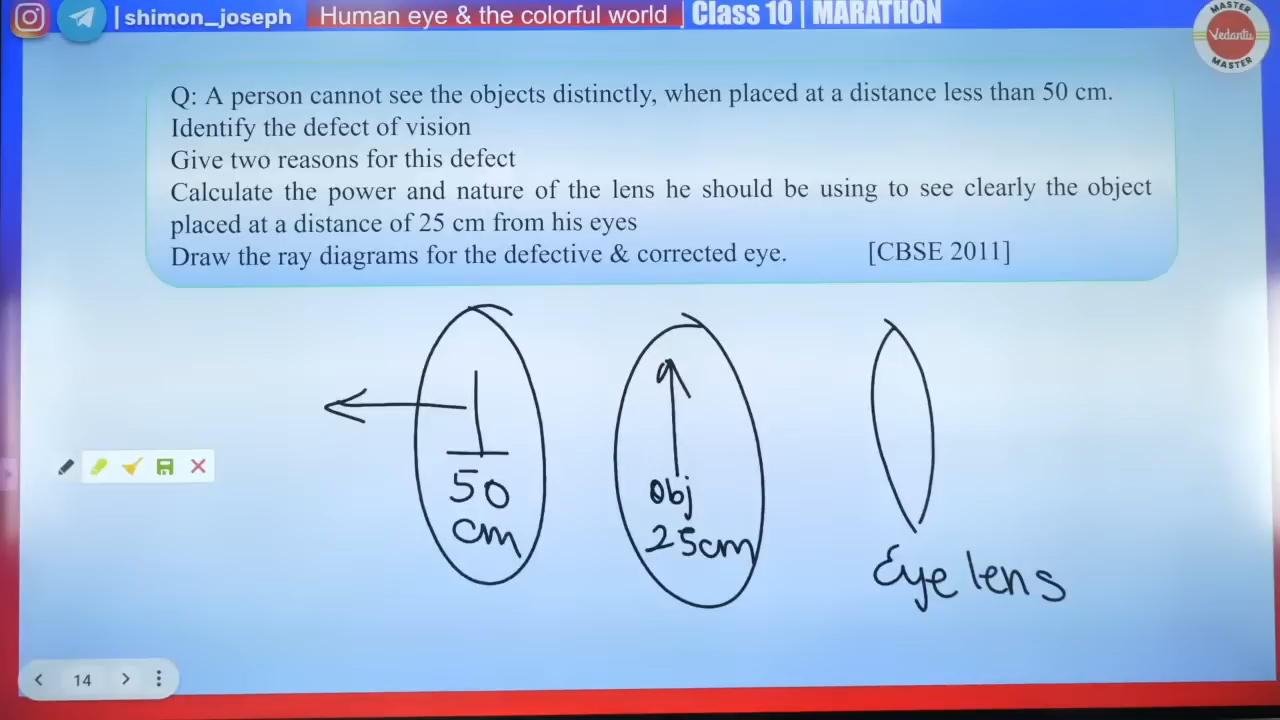 | shimon_joseph Human eye & the colorful world | Class 10 | MARATHON
MASTER
Vedantu
MASTER
Q: A person cannot see the objects distinctly, when placed at a distance less than 50 cm.
Identify the defect of vision
Give two reasons for this defect
Calculate the power and nature of the lens he should be using to see clearly the object
placed at a distance of 25 cm from his eyes
Draw the ray diagrams for the defective & corrected eye. [CBSE 2011]
50
cm
Obj
25cm
Eye lens
14